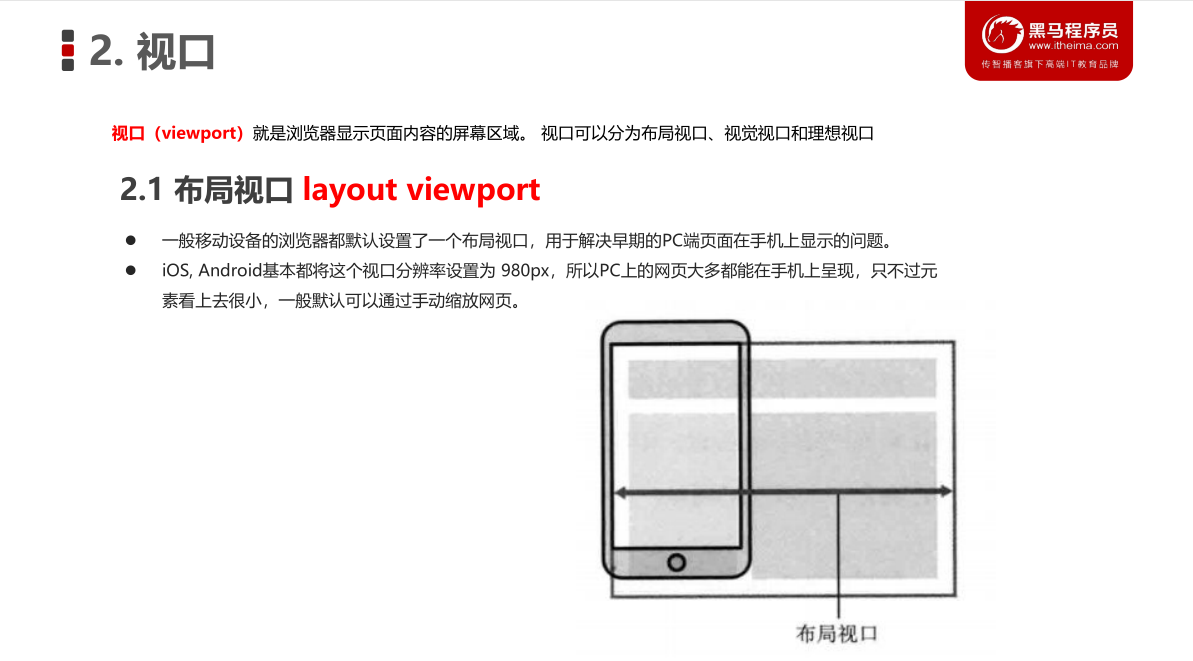 2. 视口
黑马程序员
www.itheima.com
传智播客旗下高端IT教育品牌
视口（viewport）就是浏览器显示页面内容的屏幕区域。 视口可以分为布局视口、视觉视口和理想视口
2.1 布局视口 layout viewport
一般移动设备的浏览器都默认设置了一个布局视口，用于解决早期的PC端页面在手机上显示的问题。
iOS, Android基本都将这个视口分辨率设置为 980px，所以PC上的网页大多都能在手机上呈现，只不过元
素看上去很小，一般默认可以通过手动缩放网页。
布局视口